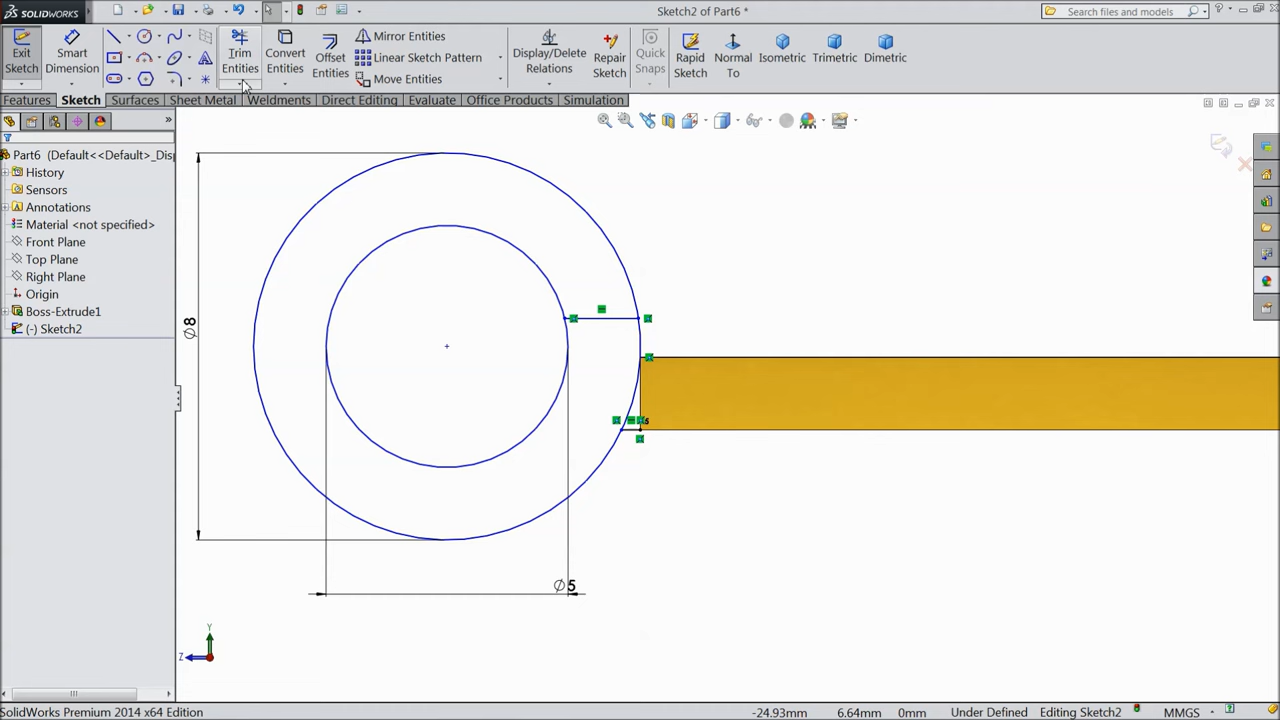 SOLIDWORKS
Sketch2 of Part6 *
Search files and models
Exit Sketch
Smart Dimension
Trim Entities
Convert Entities
Offset Entities
Mirror Entities
Linear Sketch Pattern
Move Entities
Display/Delete Relations
Repair Sketch
Quick Snaps
Rapid Sketch
Normal To
Isometric
Trimetric
Dimetric
Features Sketch Surfaces Sheet Metal Weldments Direct Editing Evaluate Office Products Simulation
Part6 (Default<<Default>_Disp
History
Sensors
Annotations
Material <not specified>
Front Plane
Top Plane
Right Plane
Origin
Boss-Extrude1
(-) Sketch2
∅8
∅5
Y
Z
SolidWorks Premium 2014 x64 Edition
-24.93mm 6.64mm 0mm Under Defined Editing Sketch2 MMGS